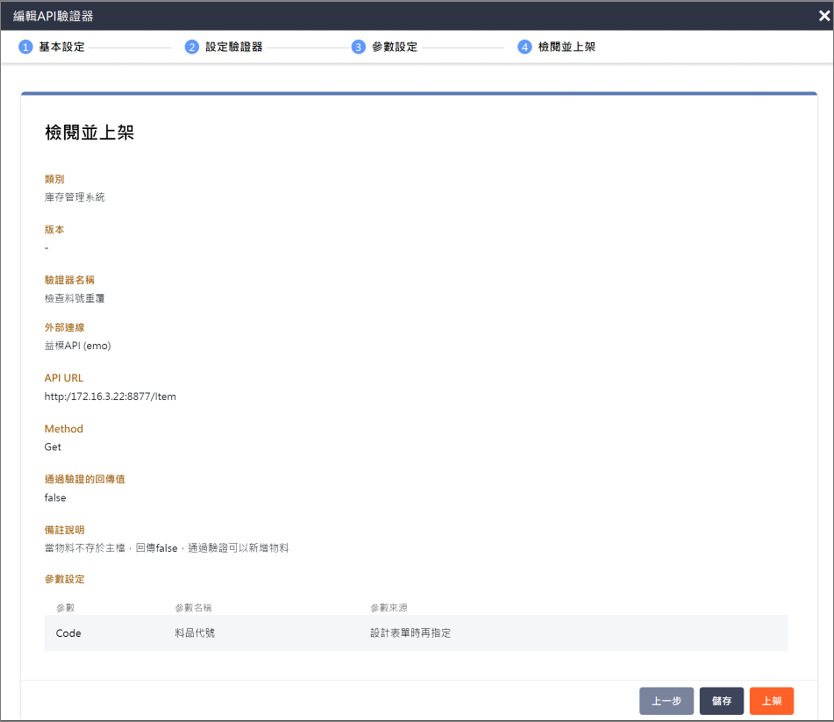 編輯API驗證器
1 基本設定 2 設定驗證器 3 參數設定 4 檢閱並上架
檢閱並上架
類別
庫存管理系統
版本
-
驗證器名稱
檢查料號重覆
外部連線
益模API (emo)
API URL
http:/172.16.3.22:8877/Item
Method
Get
通過驗證的回傳值
false
備註說明
當物料不存於主檔，回傳false，通過驗證可以新增物料
參數設定
參數 參數名稱 參數來源
Code 料品代號 設計表單時再指定
上一步 儲存 上架